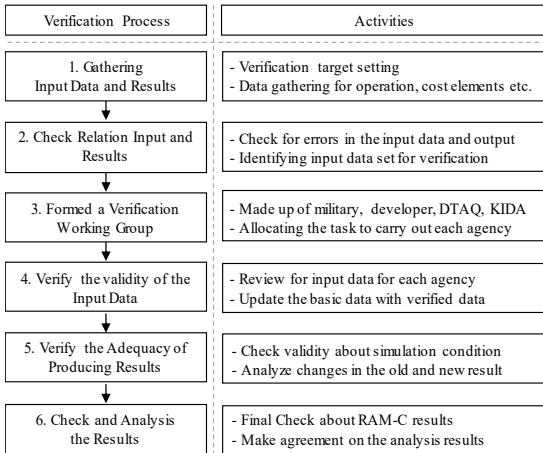 Verification Process
Activities
1. Gathering
Input Data and Results
- Verification target setting
- Data gathering for operation, cost elements etc.
2. Check Relation Input and
Results
- Check for errors in the input data and output
- Identifying input data set for verification
3. Formed a Verification
Working Group
- Made up of military, developer, DTAQ, KIDA
- Allocating the task to carry out each agency
4. Verify the validity of the
Input Data
- Review for input data for each agency
- Update the basic data with verified data
5. Verify the Adequacy of
Producing Results
- Check validity about simulation condition
- Analyze changes in the old and new result
6. Check and Analysis
the Results
- Final Check about RAM-C results
- Make agreement on the analysis results